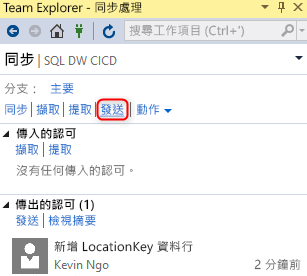 Team Explorer - 同步處理
搜尋工作項目 (Ctrl+')
同步 | SQL DW CICD
分支： 主要
同步 | 擷取 | 提取 | 發送 | 動作
傳入的認可
擷取 | 提取
沒有任何傳入的認可。
傳出的認可 (1)
發送 | 檢視摘要
新增 LocationKey 資料行
Kevin Ngo 2 分鐘前